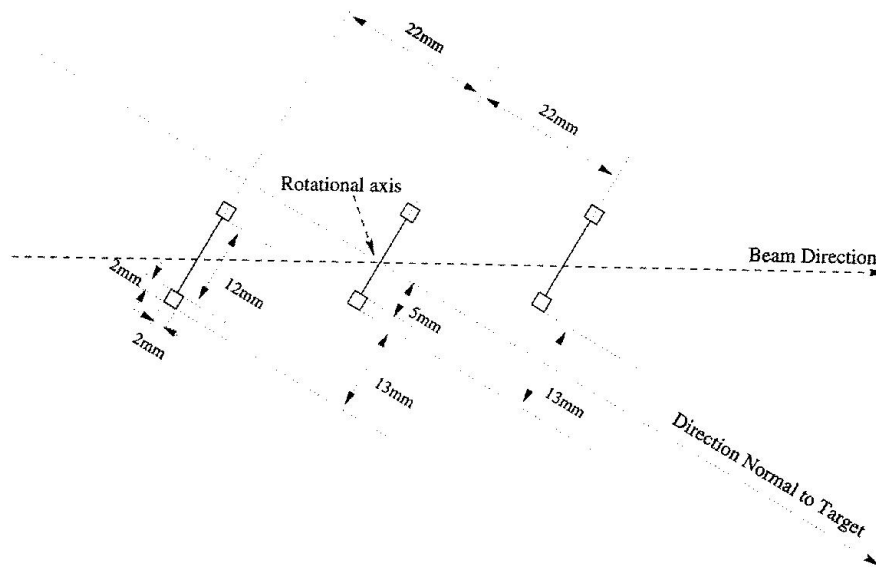 22mm
22mm
Rotational axis
Beam Direction
2mm
12mm
5mm
2mm
13mm
13mm
Direction Normal to Target